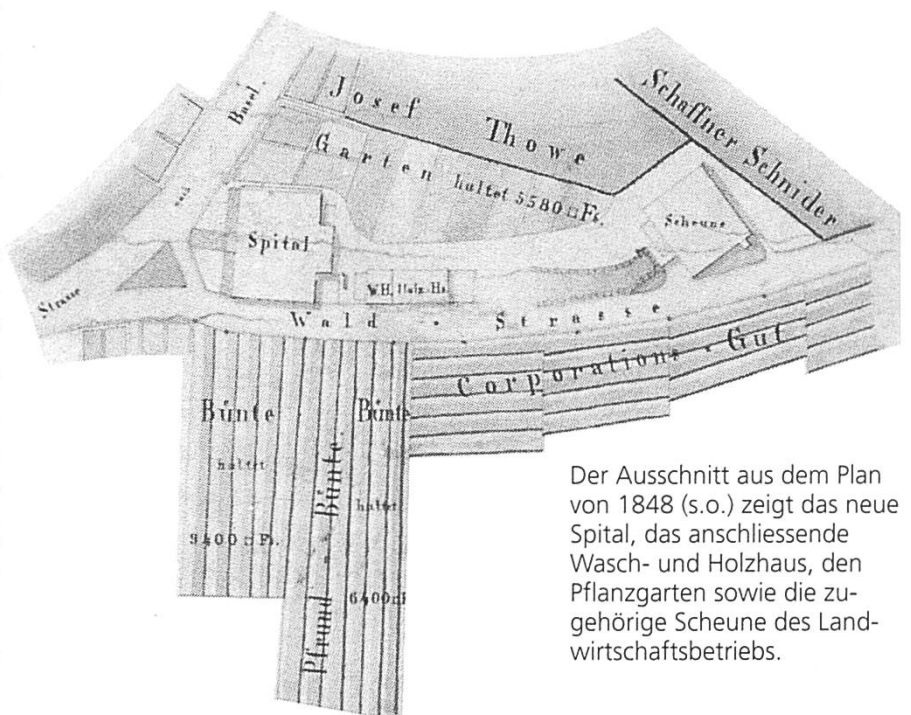 Josef Thowe
Schaffner Schnider
Basel.
nach
Garten haltet 5580 □ Fs.
Spital
Scheune
W.H. Holz-Hs
Strasse
Wald - Strasse
Corporations - Gut
Bünte
haltet
9400 □ Fs.
Pfrund - Bünte.
Bünte
haltet
6400
Der Ausschnitt aus dem Plan
von 1848 (s.o.) zeigt das neue
Spital, das anschliessende
Wasch- und Holzhaus, den
Pflanzgarten sowie die zu-
gehörige Scheune des Land-
wirtschaftsbetriebs.